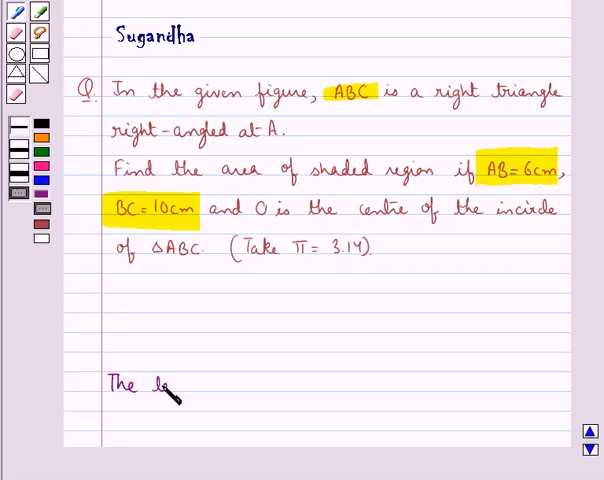 Sugandha
Q. In the given figure, ABC is a right triangle
right-angled at A.
Find the area of shaded region if AB = 6cm,
BC = 10cm and O is the centre of the incircle
of △ABC. (Take π = 3.14).
The